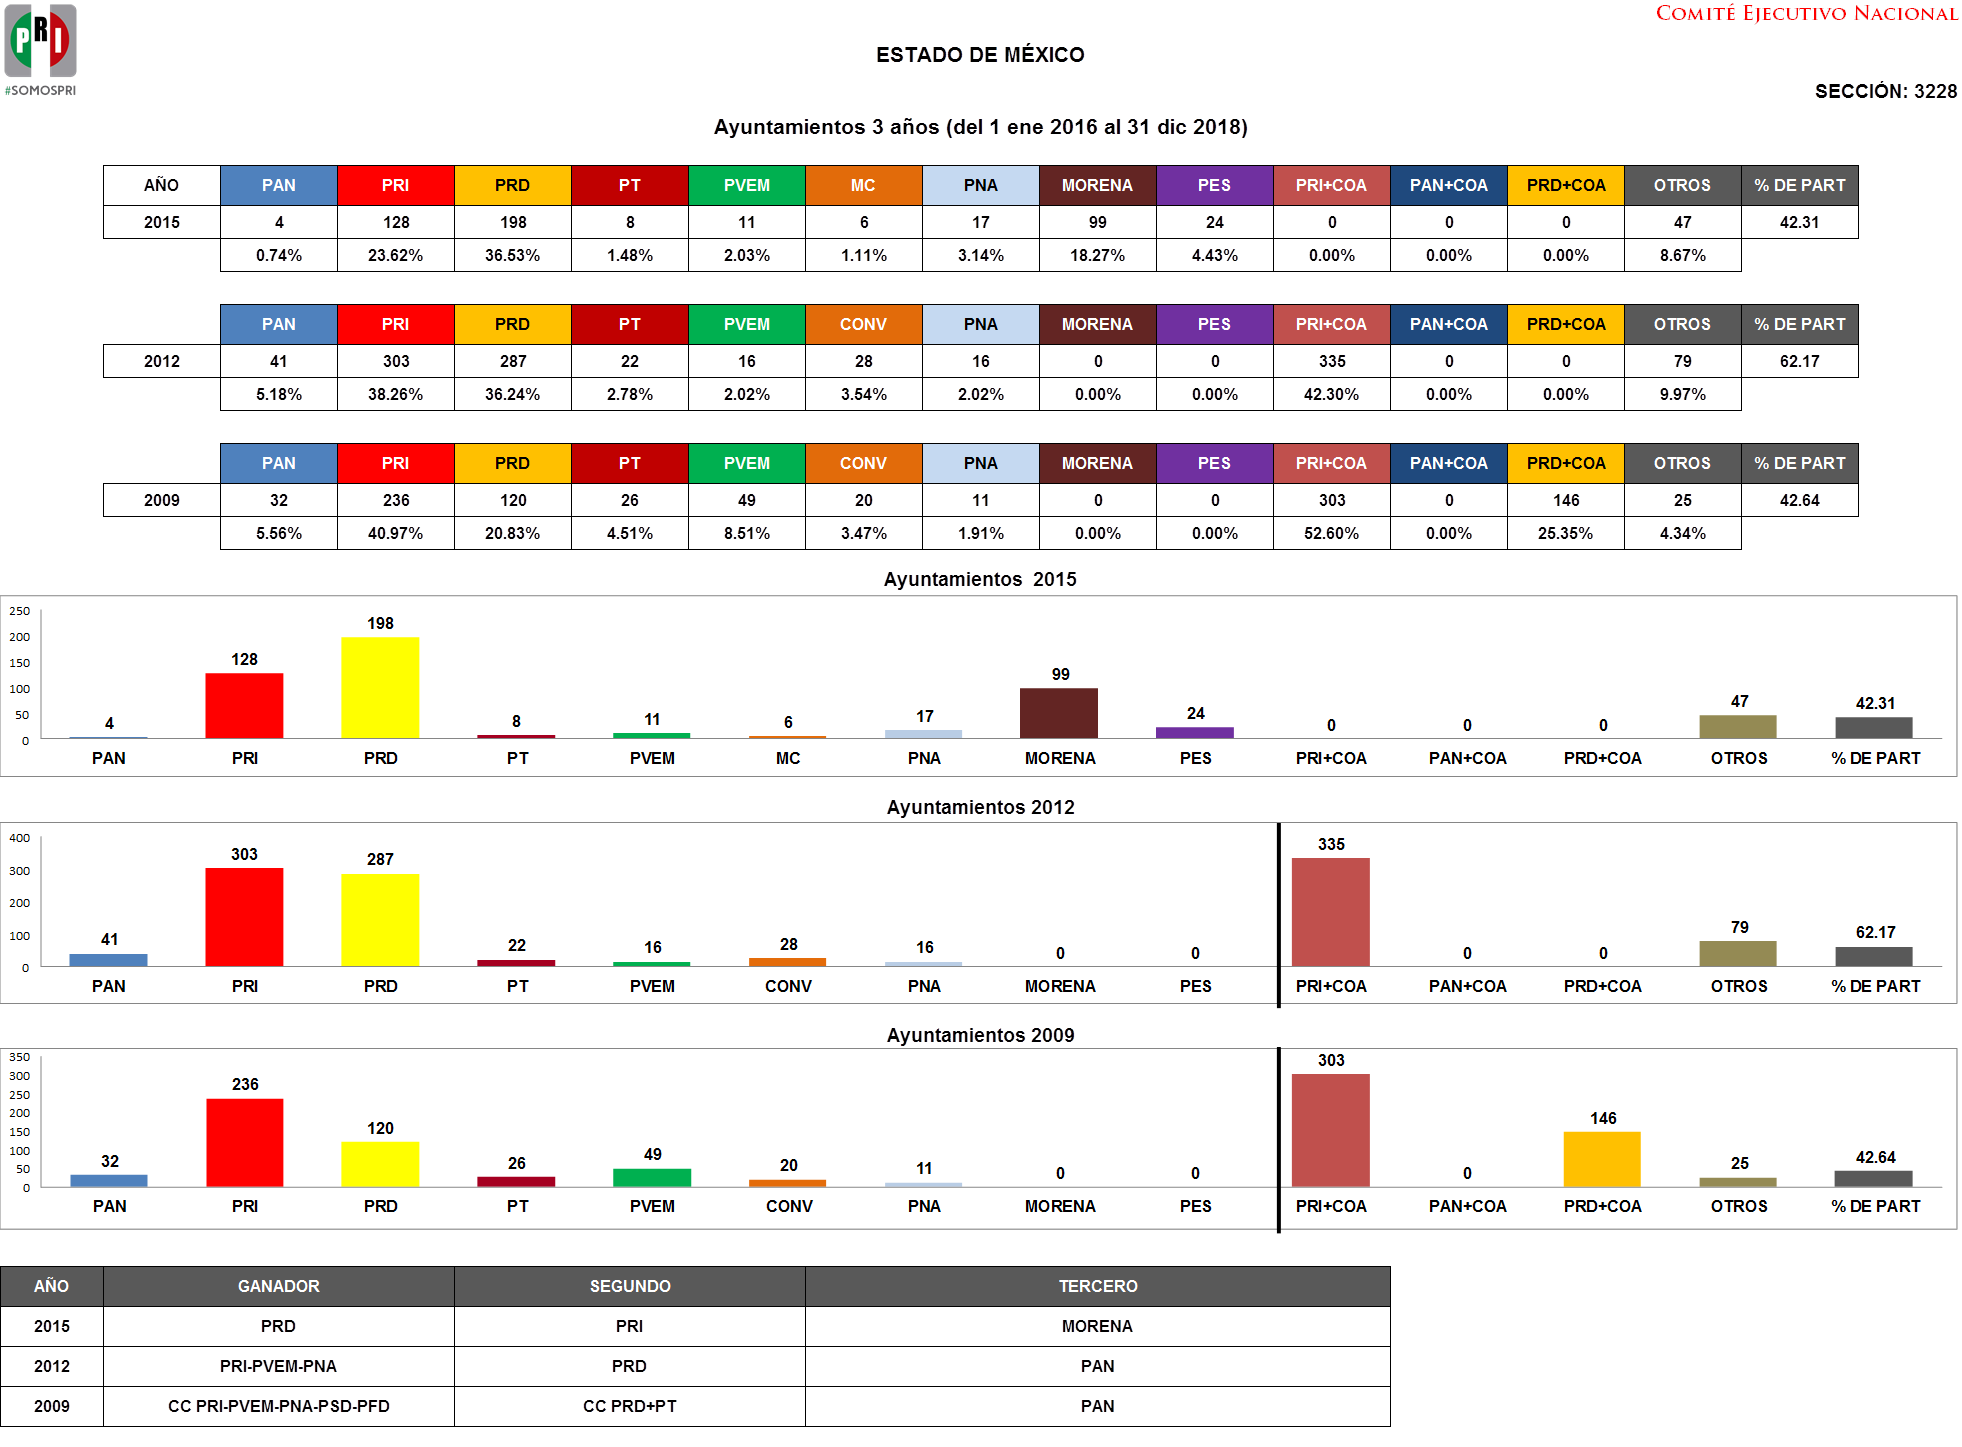 PRI
#SOMOSPRI
COMITÉ EJECUTIVO NACIONAL
ESTADO DE MÉXICO
SECCIÓN: 3228
Ayuntamientos 3 años (del 1 ene 2016 al 31 dic 2018)
AÑO PAN PRI PRD PT PVEM MC PNA MORENA PES PRI+COA PAN+COA PRD+COA OTROS % DE PART
2015 4 128 198 8 11 6 17 99 24 0 0 0 47 42.31
0.74% 23.62% 36.53% 1.48% 2.03% 1.11% 3.14% 18.27% 4.43% 0.00% 0.00% 0.00% 8.67%
PAN PRI PRD PT PVEM CONV PNA MORENA PES PRI+COA PAN+COA PRD+COA OTROS % DE PART
2012 41 303 287 22 16 28 16 0 0 335 0 0 79 62.17
5.18% 38.26% 36.24% 2.78% 2.02% 3.54% 2.02% 0.00% 0.00% 42.30% 0.00% 0.00% 9.97%
PAN PRI PRD PT PVEM CONV PNA MORENA PES PRI+COA PAN+COA PRD+COA OTROS % DE PART
2009 32 236 120 26 49 20 11 0 0 303 0 146 25 42.64
5.56% 40.97% 20.83% 4.51% 8.51% 3.47% 1.91% 0.00% 0.00% 52.60% 0.00% 25.35% 4.34%
Ayuntamientos 2015
250
200
150
100
50
0
4 128 198 8 11 6 17 99 24 0 0 0 47 42.31
PAN PRI PRD PT PVEM MC PNA MORENA PES PRI+COA PAN+COA PRD+COA OTROS % DE PART
Ayuntamientos 2012
400
300
200
100
0
41 303 287 22 16 28 16 0 0 335 0 0 79 62.17
PAN PRI PRD PT PVEM CONV PNA MORENA PES PRI+COA PAN+COA PRD+COA OTROS % DE PART
Ayuntamientos 2009
350
300
250
200
150
100
50
0
32 236 120 26 49 20 11 0 0 303 0 146 25 42.64
PAN PRI PRD PT PVEM CONV PNA MORENA PES PRI+COA PAN+COA PRD+COA OTROS % DE PART
AÑO GANADOR SEGUNDO TERCERO
2015 PRD PRI MORENA
2012 PRI-PVEM-PNA PRD PAN
2009 CC PRI-PVEM-PNA-PSD-PFD CC PRD+PT PAN